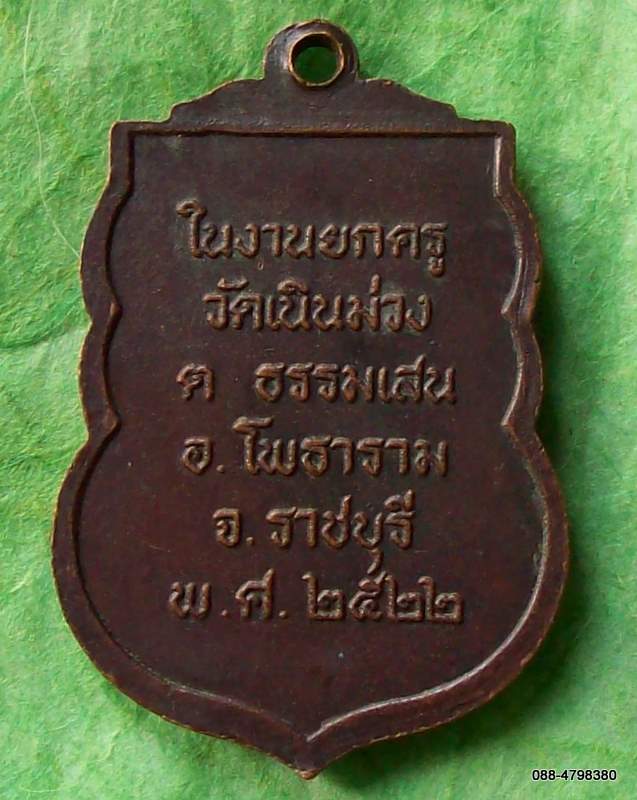 ในงานยกครู
วัดเนินม่วง
ต ธรรมเสน
อ. โพธาราม
จ. ราชบุรี
พ.ศ. ๒๕๒๒
088-4798380